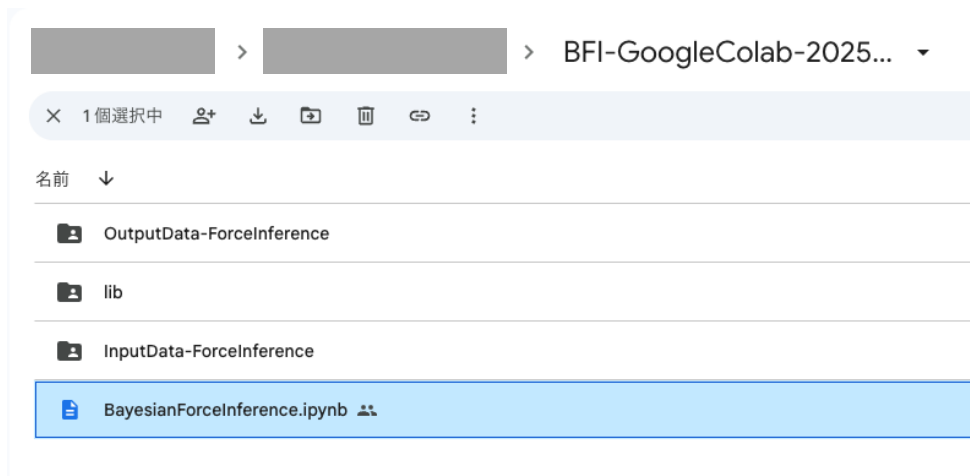 BFI-GoogleColab-2025...
1 個選択中
名前
OutputData-ForceInference
lib
InputData-ForceInference
BayesianForceInference.ipynb